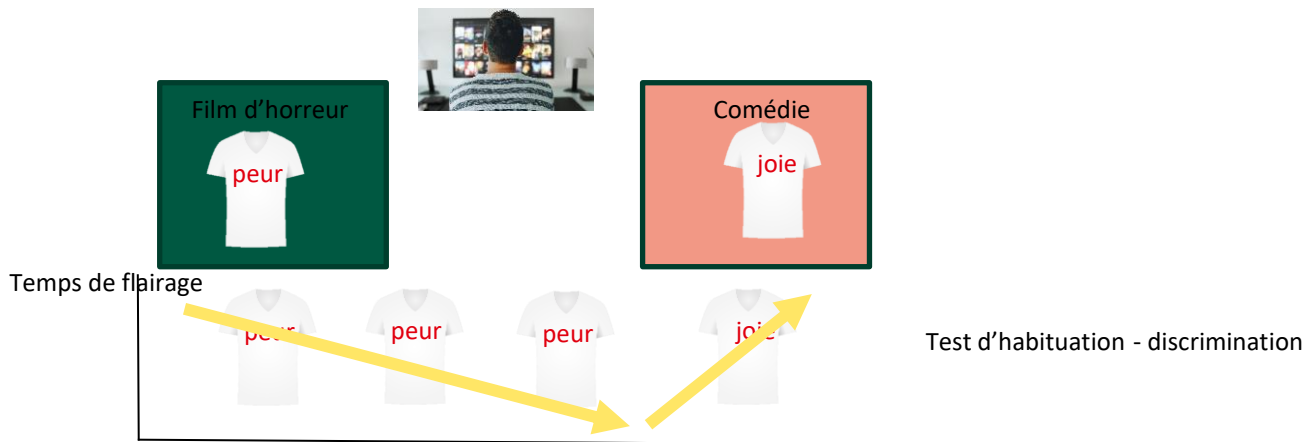 Film d’horreur
Comédie
peur
joie
Temps de flairage
peur
peur
peur
joie
Test d’habituation - discrimination